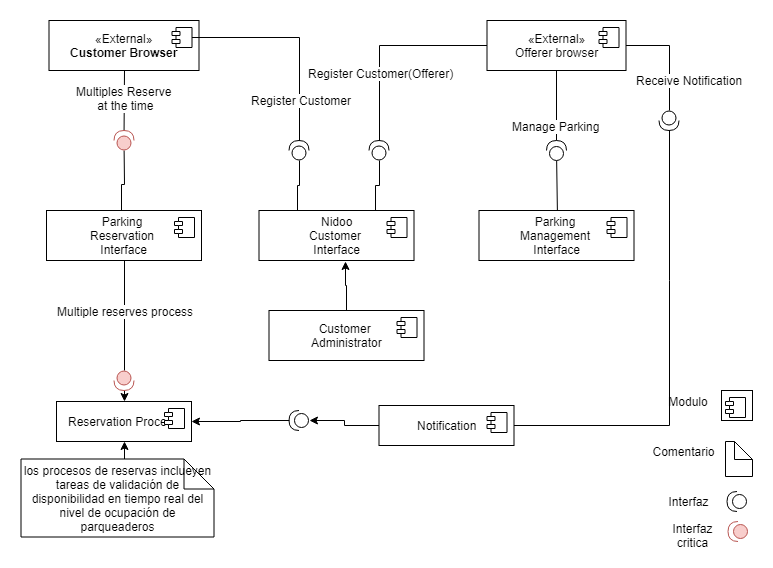 «External»
Customer Browser
«External»
Offerer browser
Multiples Reserve
at the time
Register Customer
Register Customer(Offerer)
Manage Parking
Receive Notification
Parking
Reservation
Interface
Nidoo
Customer
Interface
Parking
Management
Interface
Multiple reserves process
Customer
Administrator
Reservation Proce
Notification
los procesos de reservas inclueyen
tareas de validación de
disponibilidad en tiempo real del
nivel de ocupación de
parqueaderos
Modulo
Comentario
Interfaz
Interfaz
critica